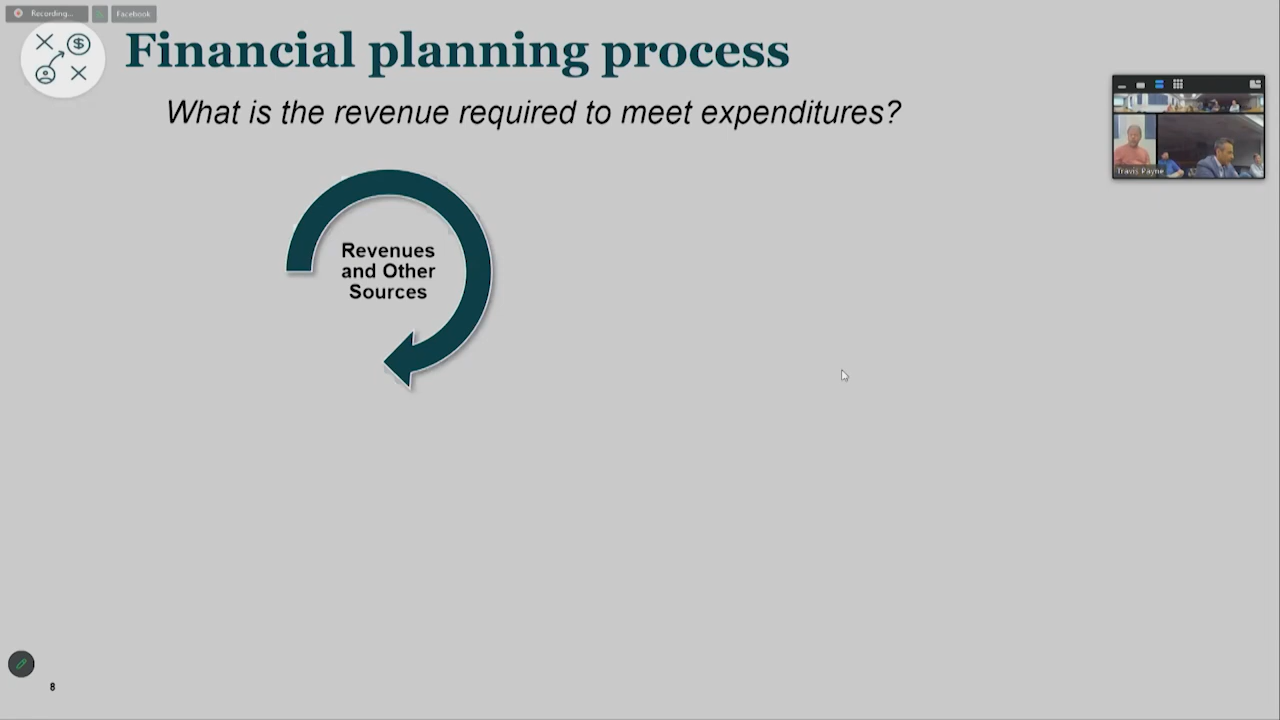 Recording...
Facebook
Financial planning process
What is the revenue required to meet expenditures?
Travis Payne
Revenues
and Other
Sources
8